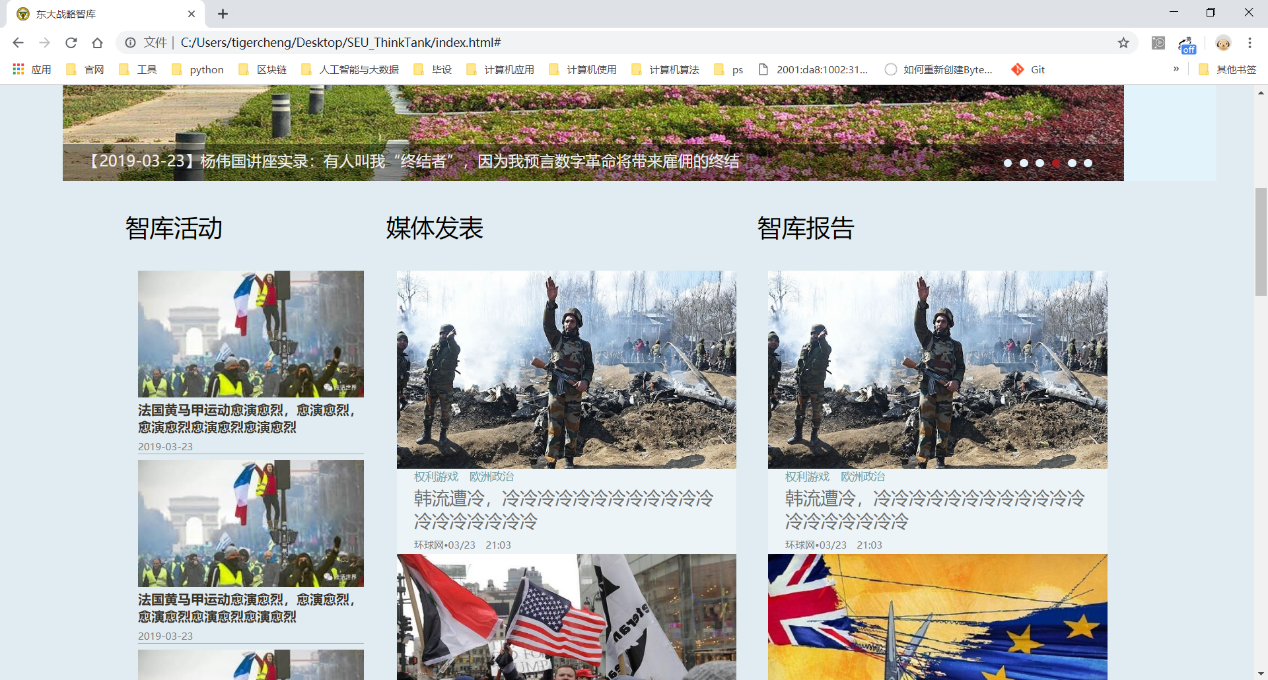 东大战略智库
文件 | C:/Users/tigercheng/Desktop/SEU_ThinkTank/index.html#
off
应用 官网 工具 python 区块链 人工智能与大数据 毕设 计算机应用 计算机使用 计算机算法 ps 2001:da8:1002:31... 如何重新创建Byte... Git » 其他书签
【2019-03-23】杨伟国讲座实录：有人叫我“终结者”，因为我预言数字革命将带来雇佣的终结
智库活动 媒体发表 智库报告
法国黄马甲运动愈演愈烈，愈演愈烈，
愈演愈烈愈演愈烈愈演愈烈
2019-03-23
法国黄马甲运动愈演愈烈，愈演愈烈，
愈演愈烈愈演愈烈愈演愈烈
2019-03-23
权利游戏 欧洲政治
韩流遭冷，冷冷冷冷冷冷冷冷冷冷冷冷
冷冷冷冷冷冷冷
环球网•03/23 21:03
权利游戏 欧洲政治
韩流遭冷，冷冷冷冷冷冷冷冷冷冷冷冷
冷冷冷冷冷冷冷
环球网•03/23 21:03